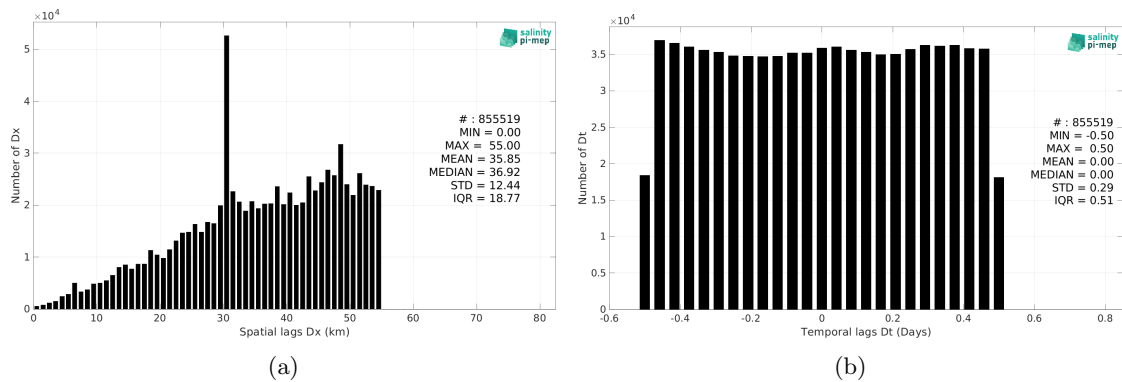 ×10⁴
5
4
3
2
1
0
Number of Dx
0 10 20 30 40 50 60 70 80
Spatial lags Dx (km)
salinity
pi-mep
# : 855519
MIN = 0.00
MAX = 55.00
MEAN = 35.85
MEDIAN = 36.92
STD = 12.44
IQR = 18.77
(a)
×10⁴
3.5
3
2.5
2
1.5
1
0.5
0
Number of Dt
-0.6 -0.4 -0.2 0 0.2 0.4 0.6 0.8
Temporal lags Dt (Days)
salinity
pi-mep
# : 855519
MIN = -0.50
MAX = 0.50
MEAN = 0.00
MEDIAN = 0.00
STD = 0.29
IQR = 0.51
(b)